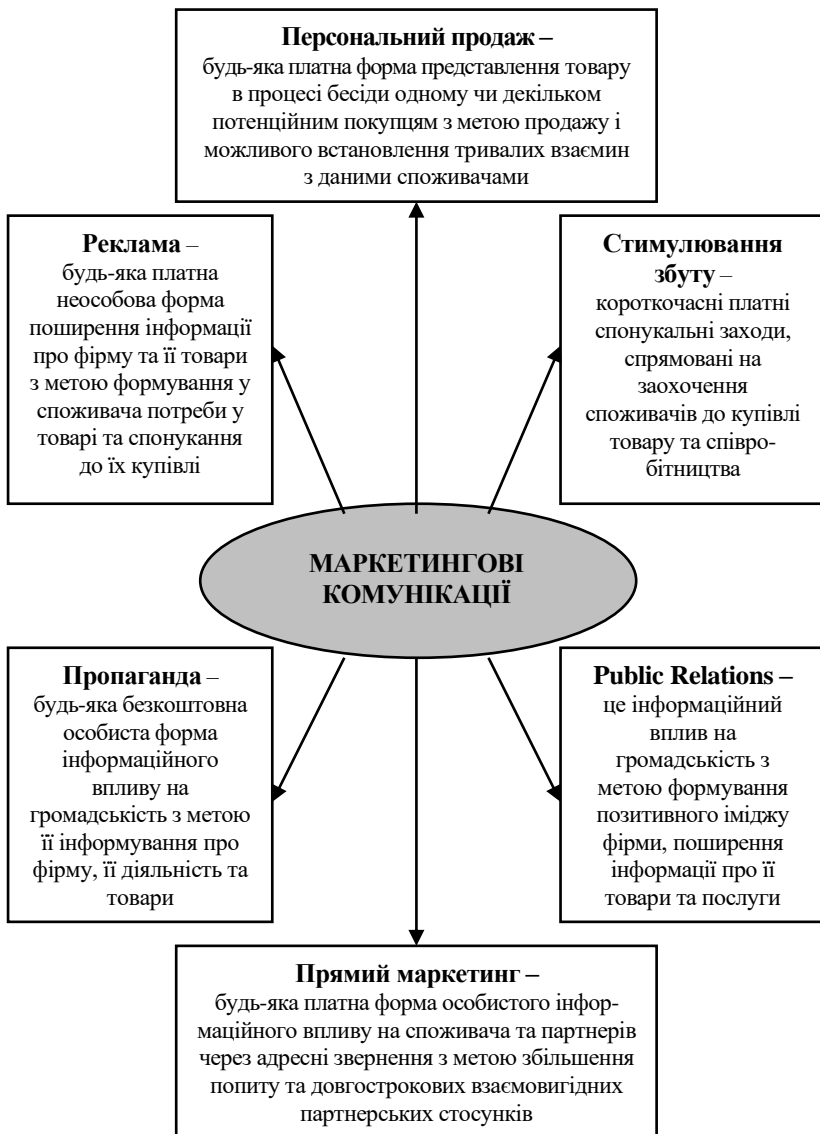 Персональний продаж –
будь-яка платна форма представлення товару
в процесі бесіди одному чи декільком
потенційним покупцям з метою продажу і
можливого встановлення тривалих взаємин
з даними споживачами
Реклама –
будь-яка платна
неособова форма
поширення інформації
про фірму та її товари
з метою формування у
споживача потреби у
товарі та спонукання
до їх купівлі
Стимулювання
збуту –
короткочасні платні
спонукальні заходи,
спрямовані на
заохочення
споживачів до купівлі
товару та співро-
бітництва
МАРКЕТИНГОВІ
КОМУНІКАЦІЇ
Пропаганда –
будь-яка безкоштовна
особиста форма
інформаційного
впливу на
громадськість з метою
її інформування про
фірму, її діяльність та
товари
Public Relations –
це інформаційний
вплив на
громадськість з
метою формування
позитивного іміджу
фірми, поширення
інформації про її
товари та послуги
Прямий маркетинг –
будь-яка платна форма особистого інфор-
маційного впливу на споживача та партнерів
через адресні звернення з метою збільшення
попиту та довгострокових взаємовигідних
партнерських стосунків